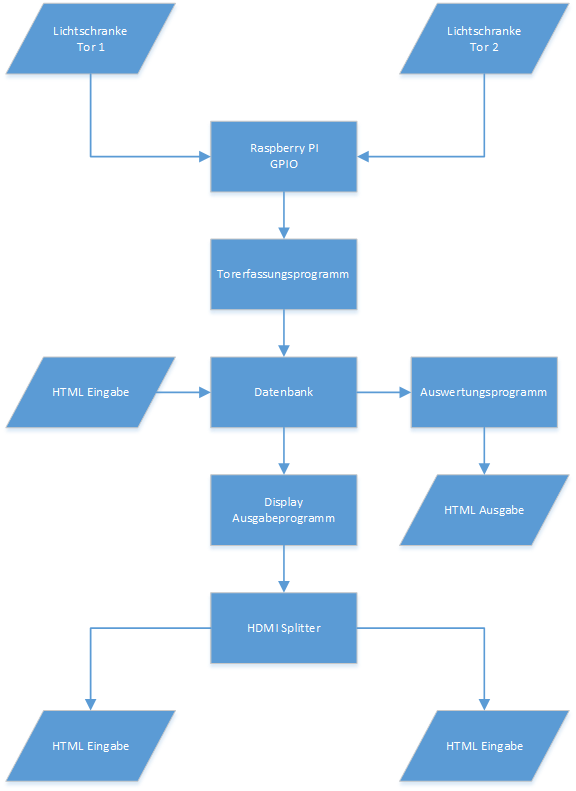 Lichtschranke
Tor 1
Lichtschranke
Tor 2
Raspberry PI
GPIO
Torerfassungsprogramm
HTML Eingabe
Datenbank
Auswertungsprogramm
Display
Ausgabeprogramm
HTML Ausgabe
HDMI Splitter
HTML Eingabe
HTML Eingabe